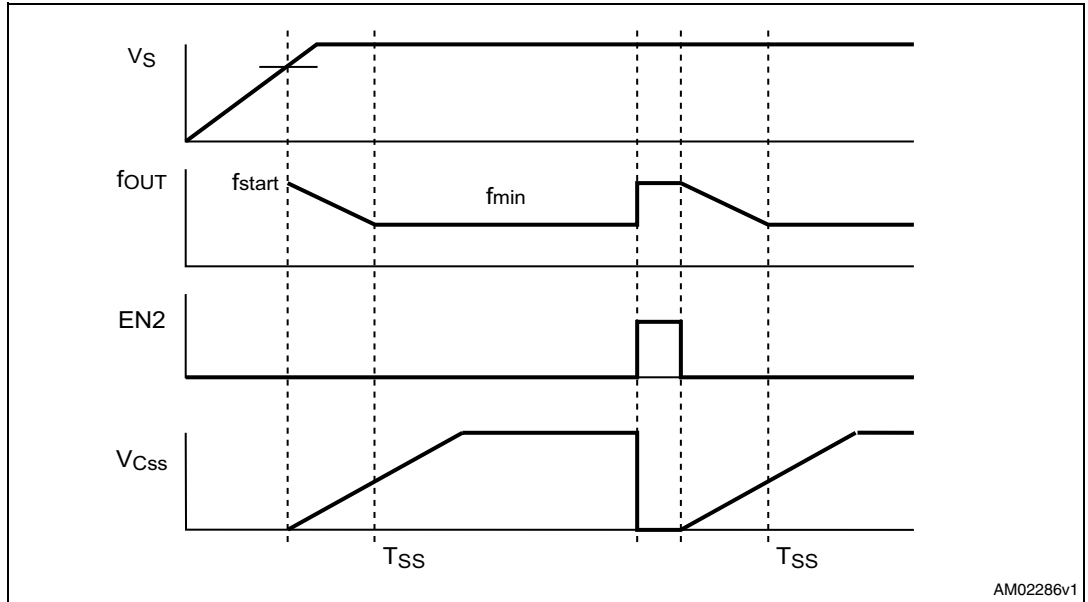 VS
fOUT
fstart
fmin
EN2
VCss
TSS
TSS
AM02286v1